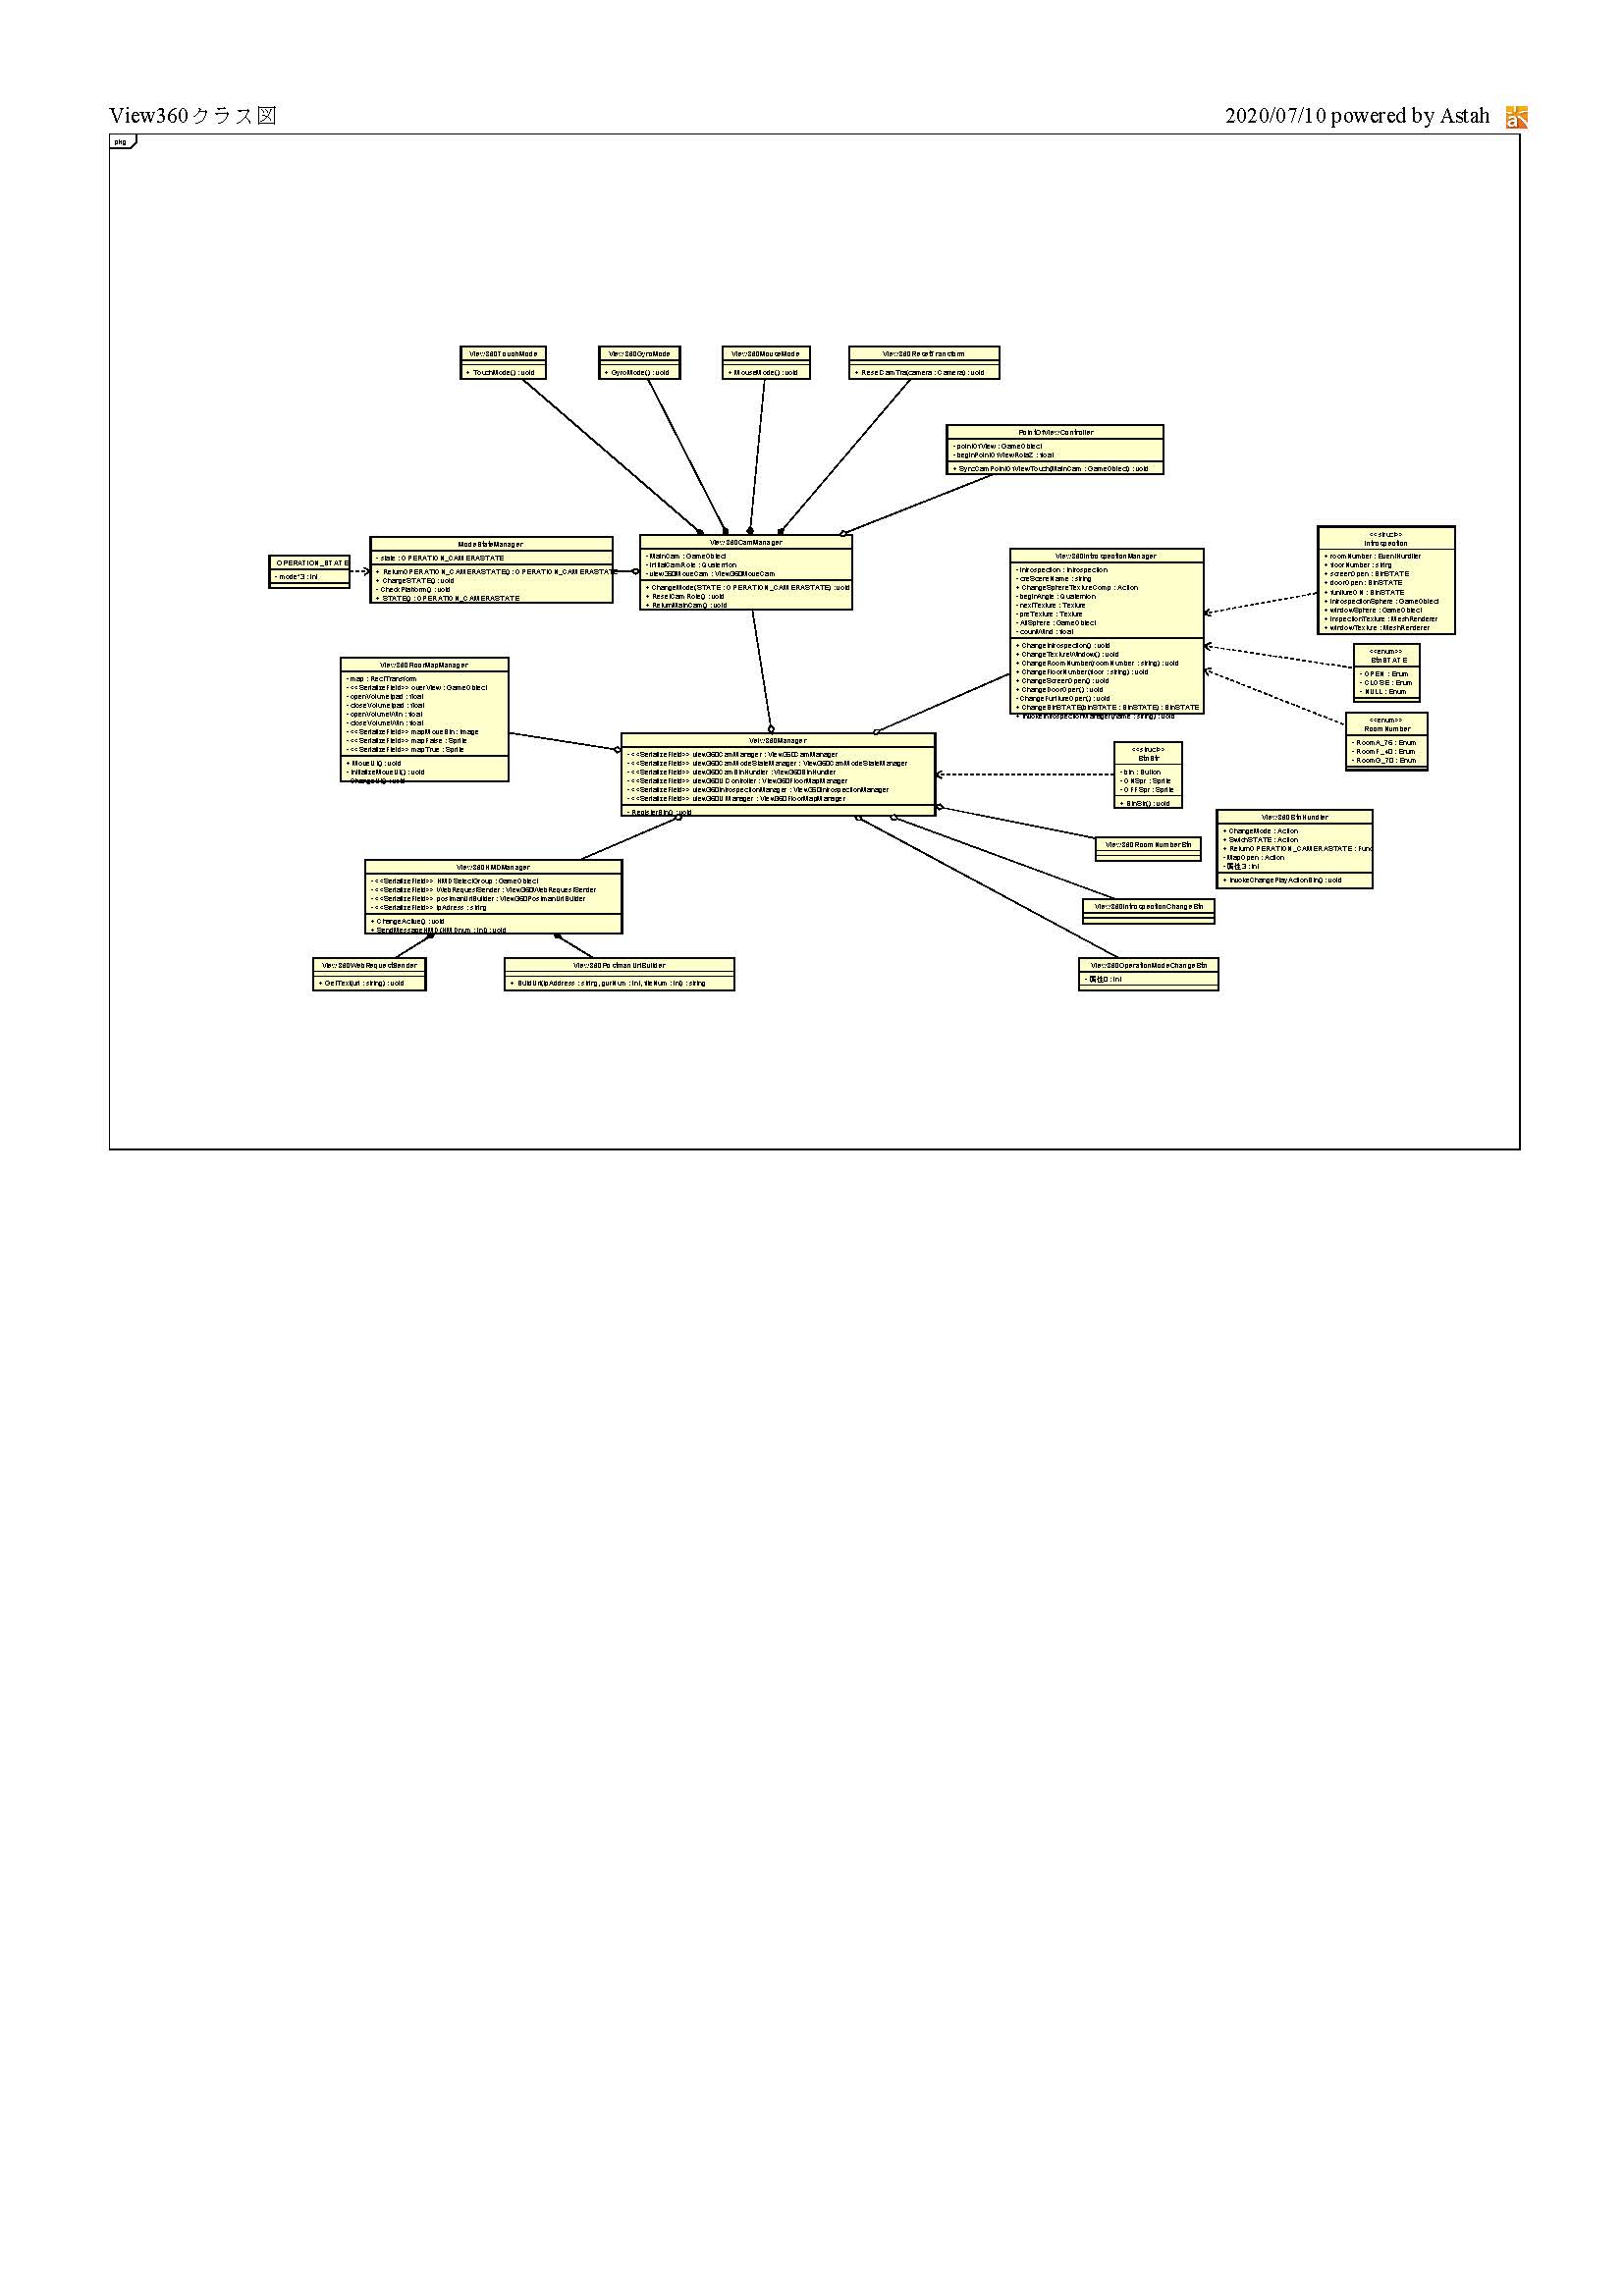 View360クラス図
2020/07/10 powered by Astah
pkg
View360TouchMode
+ TouchMode() : void
View360GyroMode
+ GyroMode() : void
View360MouseMode
+ MouseMode() : void
View360ResetTransform
+ ReseCamTra(camera : Camera) : void
PointOfViewController
- pointOfView : GameObject
- beginPointOfViewRotaZ : float
+ SyncCamPointOfViewTouch(MainCam : GameObject) : void
OPERATION_STATE
- mode*3 : int
ModeStateManager
- state : OPERATION_CAMERASTATE
+ ReturnOPERATION_CAMERASTATE() : OPERATION_CAMERASTATE
+ ChargeSTATE() : void
- CheckPlatform() : void
+ STATE() : OPERATION_CAMERASTATE
View360CamManager
- MainCam : GameObject
- InitialCamRote : Quaternion
- view360MoveCam : View360MoveCam
+ ChangeMode(STATE : OPERATION_CAMERASTATE) : void
+ ResetCamRote() : void
+ ReturnMainCam() : void
View360IntrospectionManager
- Introspection : Introspection
- creSceneName : string
+ ChangeSphereTextureComp : Action
- beginAngle : Quaternion
- nextTexture : Texture
- preTexture : Texture
- AllSphere : GameObject
- countWind : float
+ ChangeIntrospection() : void
+ ChangeTextureWindow() : void
+ ChangeRoomNumber(roomNumber : string) : void
+ ChangeFloorNumber(floor : string) : void
+ ChangeScreenOpen() : void
+ ChangeDoorOpen() : void
- ChangeFuritureOpen() : void
+ ChangeBtnSTATE(btnSTATE : BtnSTATE) : BtnSTATE
+ InvokeIntrospectionManager(name : string) : void
<<struct>>
Introspection
+ roomNumber : EventHundler
+ floorNumber : string
+ screenOpen : BtnSTATE
+ doorOpen : BtnSTATE
+ funitureON : BtnSTATE
+ IntrospectionSphere : GameObject
+ windowSphere : GameObject
+ InspectionTexture : MeshRenderer
+ windowTexture : MeshRenderer
<<enum>>
BtnSTATE
- OPEN : Enum
- CLOSE : Enum
- NULL : Enum
<<enum>>
RoomNumber
- RoomA_76 : Enum
- RoomF_40 : Enum
- RoomG_70 : Enum
View360RoomMapManager
- map : RectTransform
- <<SerializeField>> ouerView : GameObject
- openVolumeIpad : float
- closeVolumeIpad : float
- openVolumeWin : float
- closeVolumeWin : float
- <<SerializeField>> mapMoveBtn : Image
- <<SerializeField>> mapFalse : Sprite
- <<SerializeField>> mapTrue : Sprite
+ MoveUI() : void
- InitializeMoveUI() : void
- ChangeUI() : void
View360Manager
- <<SerializeField>> view360CamManager : View360CamManager
- <<SerializeField>> view360CamModeStateManager : View360CamModeStateManager
- <<SerializeField>> view360CamBtnHundler : View360BtnHundler
- <<SerializeField>> view360UIController : View360FloorMapManager
- <<SerializeField>> view360IntrospectionManager : View360IntrospectionManager
- <<SerializeField>> view360UIManager : View360FloorMapManager
- RegisterBtn() : void
<<struct>>
BtnStr
- btn : Button
- ONSpr : Sprite
- OFFSpr : Sprite
+ BtnStr() : void
View360RoomNumberBtn
View360BtnHundler
+ ChangeMode : Action
+ SwichSTATE : Action
+ ReturnOPERATION_CAMERASTATE : Func
- MapOpen : Action
- 属性3 : int
+ InvokeChangePlayActionBtn() : void
View360IntrospectionChangeBtn
View360HMDManager
- <<SerializeField>> HMDSelectGroup : GameObject
- <<SerializeField>> WebRequestSender : View360WebRequestSender
- <<SerializeField>> postmanUrlBuilder : View360PostmanUrlBuilder
- <<SerializeField>> IpAdress : string
+ ChangeActive() : void
+ SendMessageHMD(HMDnum : int) : void
View360WebRequestSender
+ GetText(url : string) : void
View360PostmanUrlBuilder
+ BuildUrl(ipAddress : string, gurNum : int, fileNum : int) : string
View360OperationModeChangeBtn
- 属性0 : int